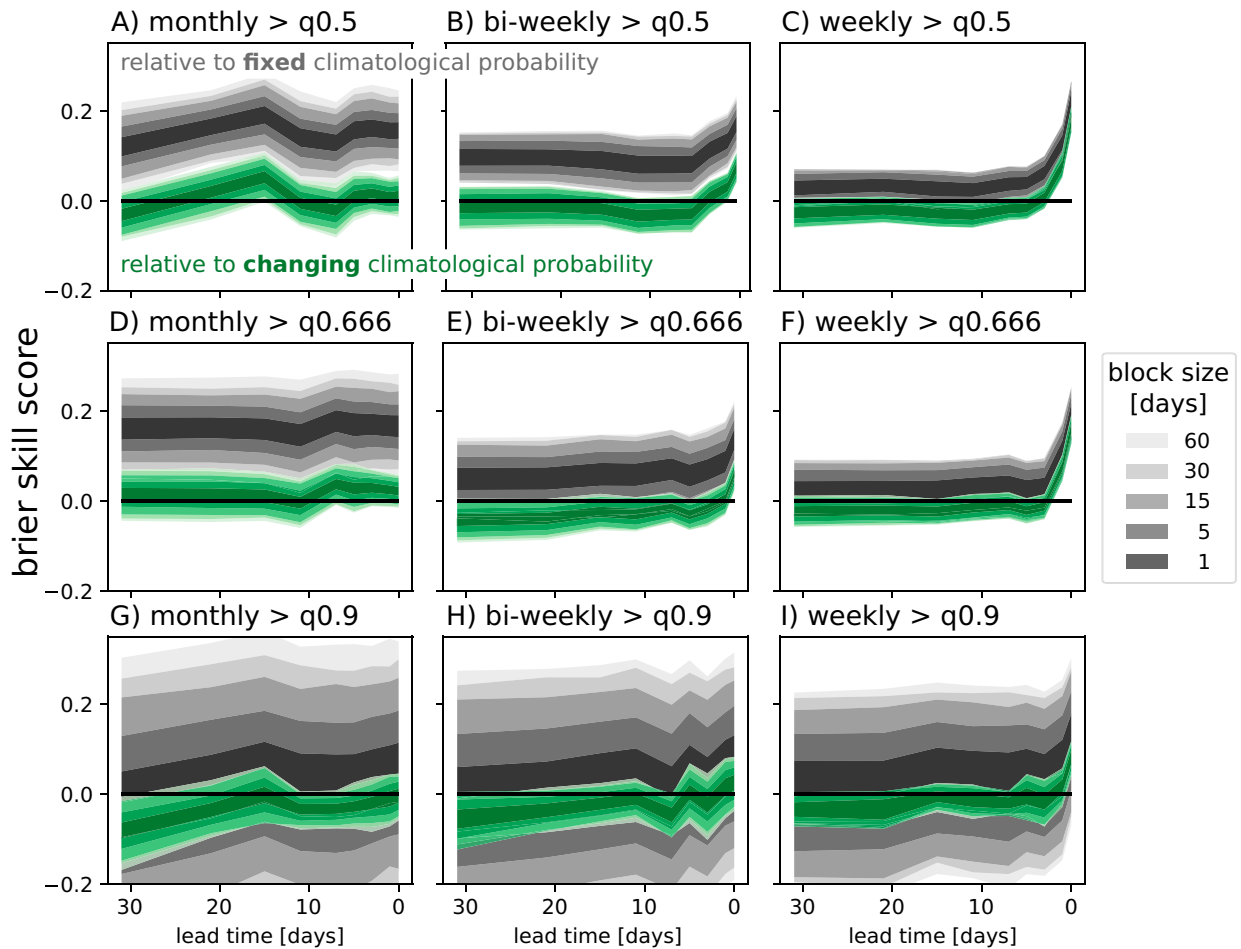 A) monthly > q0.5
B) bi-weekly > q0.5
C) weekly > q0.5
relative to fixed climatological probability
0.2
0.0
relative to changing climatological probability
−0.2
D) monthly > q0.666
E) bi-weekly > q0.666
F) weekly > q0.666
0.2
0.0
−0.2
brier skill score
block size
[days]
60
30
15
5
1
G) monthly > q0.9
H) bi-weekly > q0.9
I) weekly > q0.9
0.2
0.0
−0.2
30 20 10 0
30 20 10 0
30 20 10 0
lead time [days]
lead time [days]
lead time [days]